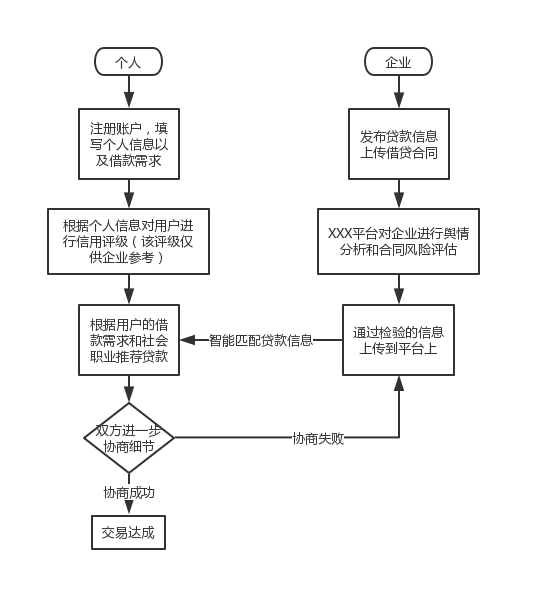 个人
企业
注册账户，填
写个人信息以
及借款需求
发布贷款信息
上传借贷合同
根据个人信息对用户进
行信用评级（该评级仅
供企业参考）
XXX平台对企业进行舆情
分析和合同风险评估
根据用户的借
款需求和社会
职业推荐贷款
智能匹配贷款信息
通过检验的信息
上传到平台上
双方进一步
协商细节
协商失败
协商成功
交易达成